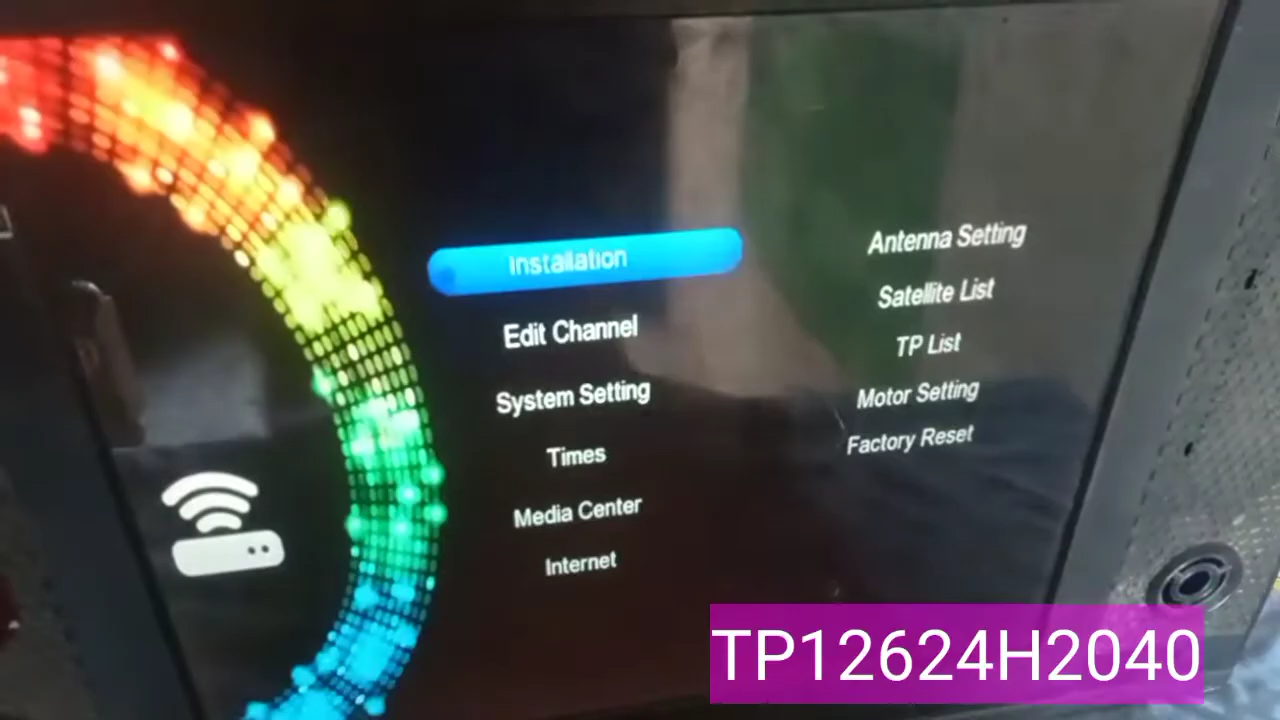 Installation
Edit Channel
System Setting
Times
Media Center
Internet
Antenna Setting
Satellite List
TP List
Motor Setting
Factory Reset
TP12624H2040